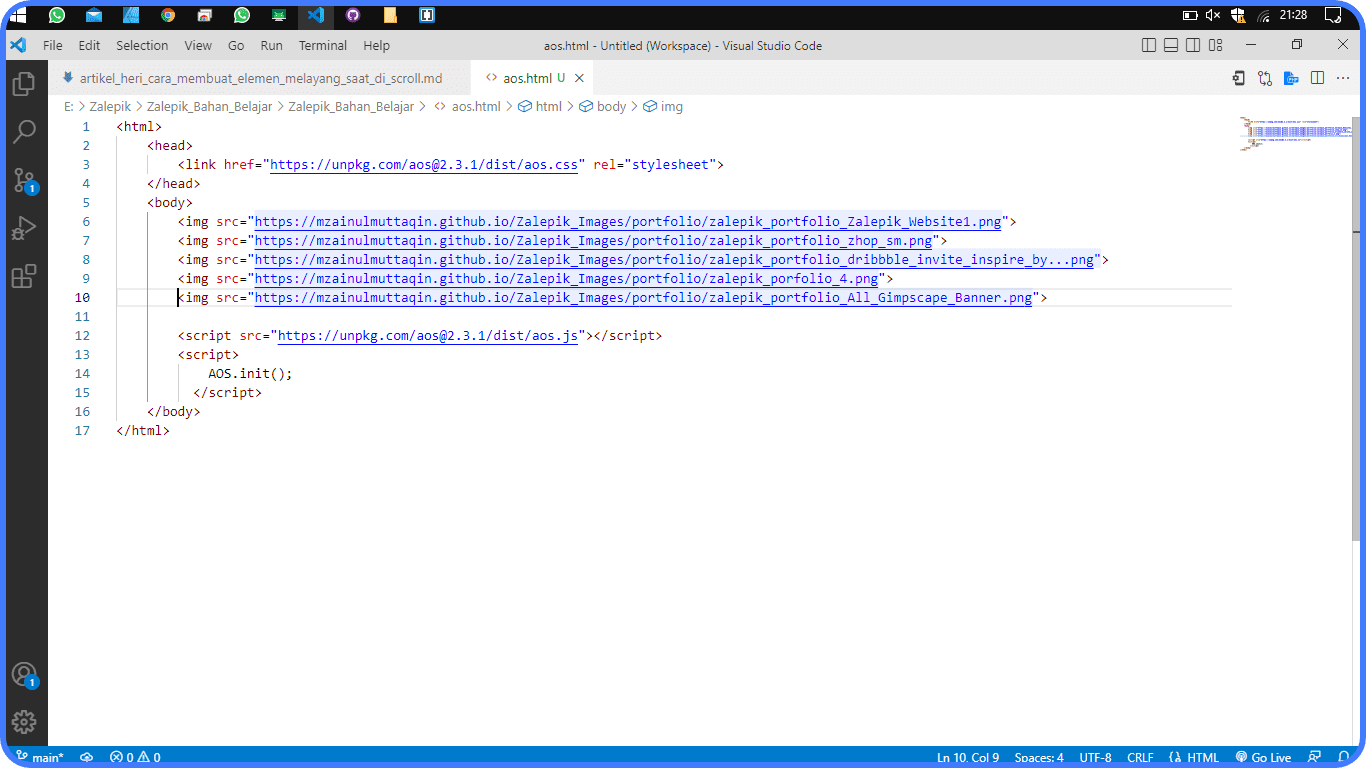 21:28
File Edit Selection View Go Run Terminal Help aos.html - Untitled (Workspace) - Visual Studio Code
artikel_heri_cara_membuat_elemen_melayang_saat_di_scroll.md <> aos.html U
E: > Zalepik > Zalepik_Bahan_Belajar > Zalepik_Bahan_Belajar > <> aos.html > html > body > img
1 <html>
2 <head>
3 <link href="https://unpkg.com/aos@2.3.1/dist/aos.css" rel="stylesheet">
4 </head>
5 <body>
6 <img src="https://mzainulmuttaqin.github.io/Zalepik_Images/portfolio/zalepik_portfolio_Zalepik_Website1.png">
7 <img src="https://mzainulmuttaqin.github.io/Zalepik_Images/portfolio/zalepik_portfolio_zhop_sm.png">
8 <img src="https://mzainulmuttaqin.github.io/Zalepik_Images/portfolio/zalepik_portfolio_dribbble_invite_inspire_by...png">
9 <img src="https://mzainulmuttaqin.github.io/Zalepik_Images/portfolio/zalepik_porfolio_4.png">
10 <img src="https://mzainulmuttaqin.github.io/Zalepik_Images/portfolio/zalepik_portfolio_All_Gimpscape_Banner.png">
11
12 <script src="https://unpkg.com/aos@2.3.1/dist/aos.js"></script>
13 <script>
14 AOS.init();
15 </script>
16 </body>
17 </html>
1
1
main* 0 0 Ln 10, Col 9 Spaces: 4 UTF-8 CRLF HTML Go Live